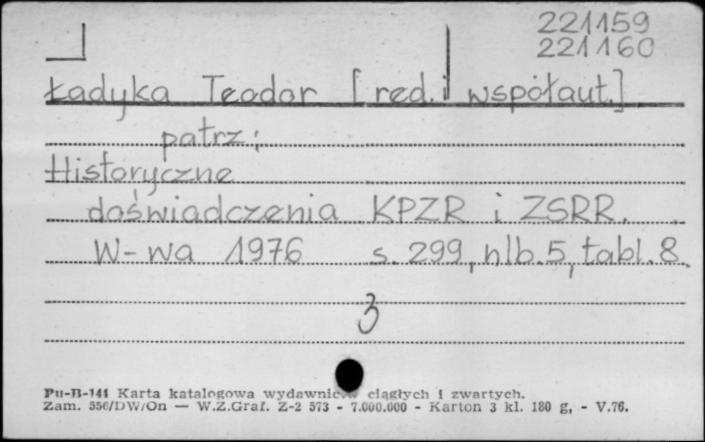 221159
221160
Ładyka Teodor [red. i współaut.]
patrz:
Historyczne
doświadczenia KPZR i ZSRR.
W-wa 1976 s. 299, nlb. 5, tabl. 8.
3
Pu-B-144 Karta katalogowa wydawnictw ciągłych i zwartych.
Zam. 556/DW/On — W.Z.Graf. Z-2 573 - 7.000.000 - Karton 3 kl. 180 g, - V.76.